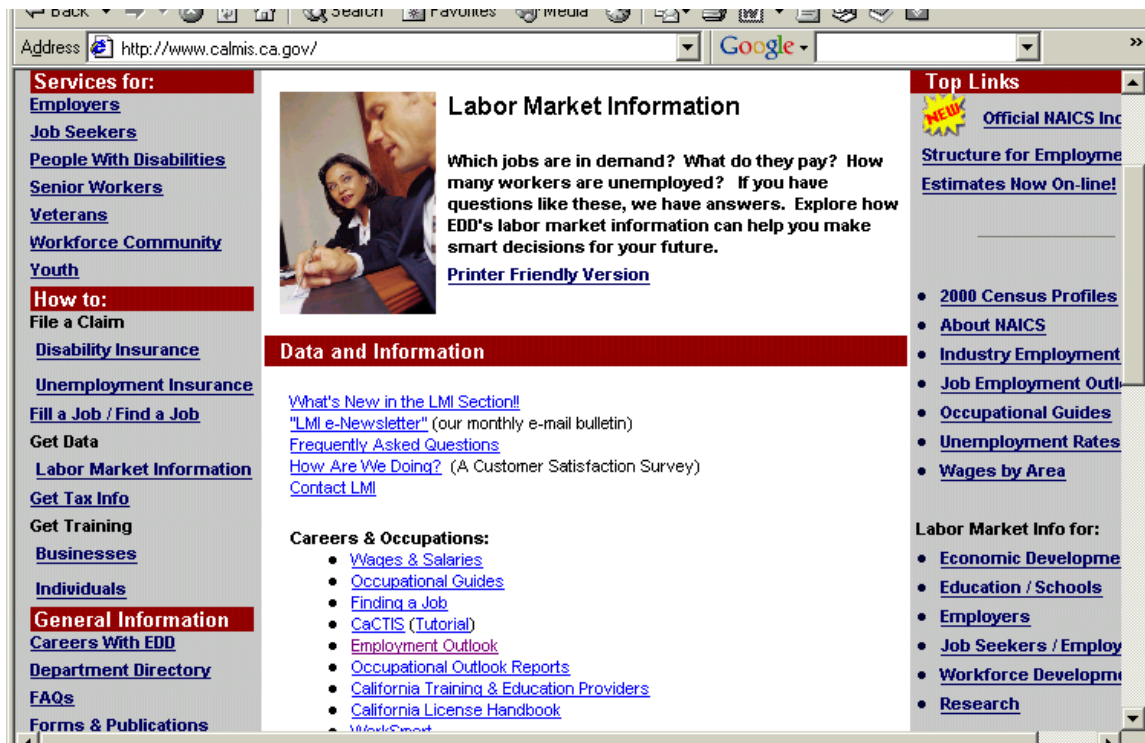 Back Search Favorites Media
Address http://www.calmis.ca.gov/ Google »
Services for:
Employers
Job Seekers
People With Disabilities
Senior Workers
Veterans
Workforce Community
Youth
How to:
File a Claim
Disability Insurance
Unemployment Insurance
Fill a Job / Find a Job
Get Data
Labor Market Information
Get Tax Info
Get Training
Businesses
Individuals
General Information
Careers With EDD
Department Directory
FAQs
Forms & Publications
Labor Market Information
Which jobs are in demand? What do they pay? How
many workers are unemployed? If you have
questions like these, we have answers. Explore how
EDD's labor market information can help you make
smart decisions for your future.
Printer Friendly Version
Data and Information
What's New in the LMI Section!!
"LMI e-Newsletter" (our monthly e-mail bulletin)
Frequently Asked Questions
How Are We Doing? (A Customer Satisfaction Survey)
Contact LMI
Careers & Occupations:
• Wages & Salaries
• Occupational Guides
• Finding a Job
• CaCTIS (Tutorial)
• Employment Outlook
• Occupational Outlook Reports
• California Training & Education Providers
• California License Handbook
• WorkSmart
Top Links
NEW Official NAICS Inc
Structure for Employme
Estimates Now On-line!
• 2000 Census Profiles
• About NAICS
• Industry Employment
• Job Employment Outl
• Occupational Guides
• Unemployment Rates
• Wages by Area
Labor Market Info for:
• Economic Developme
• Education / Schools
• Employers
• Job Seekers / Employ
• Workforce Developme
• Research